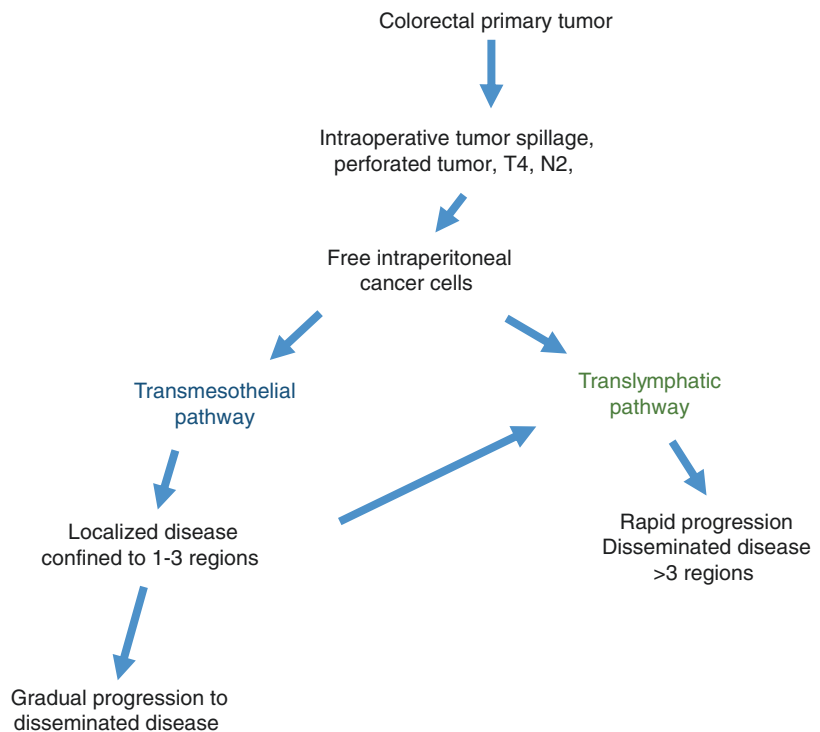 Colorectal primary tumor
Intraoperative tumor spillage,
perforated tumor, T4, N2,
Free intraperitoneal
cancer cells
Transmesothelial
pathway
Translymphatic
pathway
Localized disease
confined to 1-3 regions
Rapid progression
Disseminated disease
>3 regions
Gradual progression to
disseminated disease